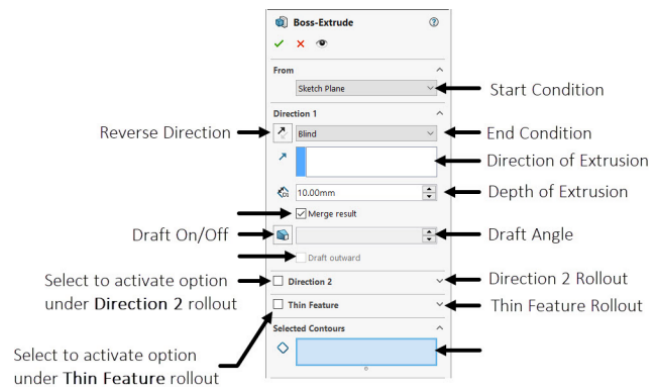 Boss-Extrude
From
Sketch Plane
Start Condition
Direction 1
Reverse Direction
Blind
End Condition
Direction of Extrusion
10.00mm
Depth of Extrusion
Merge result
Draft On/Off
Draft Angle
Draft outward
Select to activate option
under Direction 2 rollout
Direction 2
Direction 2 Rollout
Thin Feature
Thin Feature Rollout
Selected Contours
Select to activate option
under Thin Feature rollout